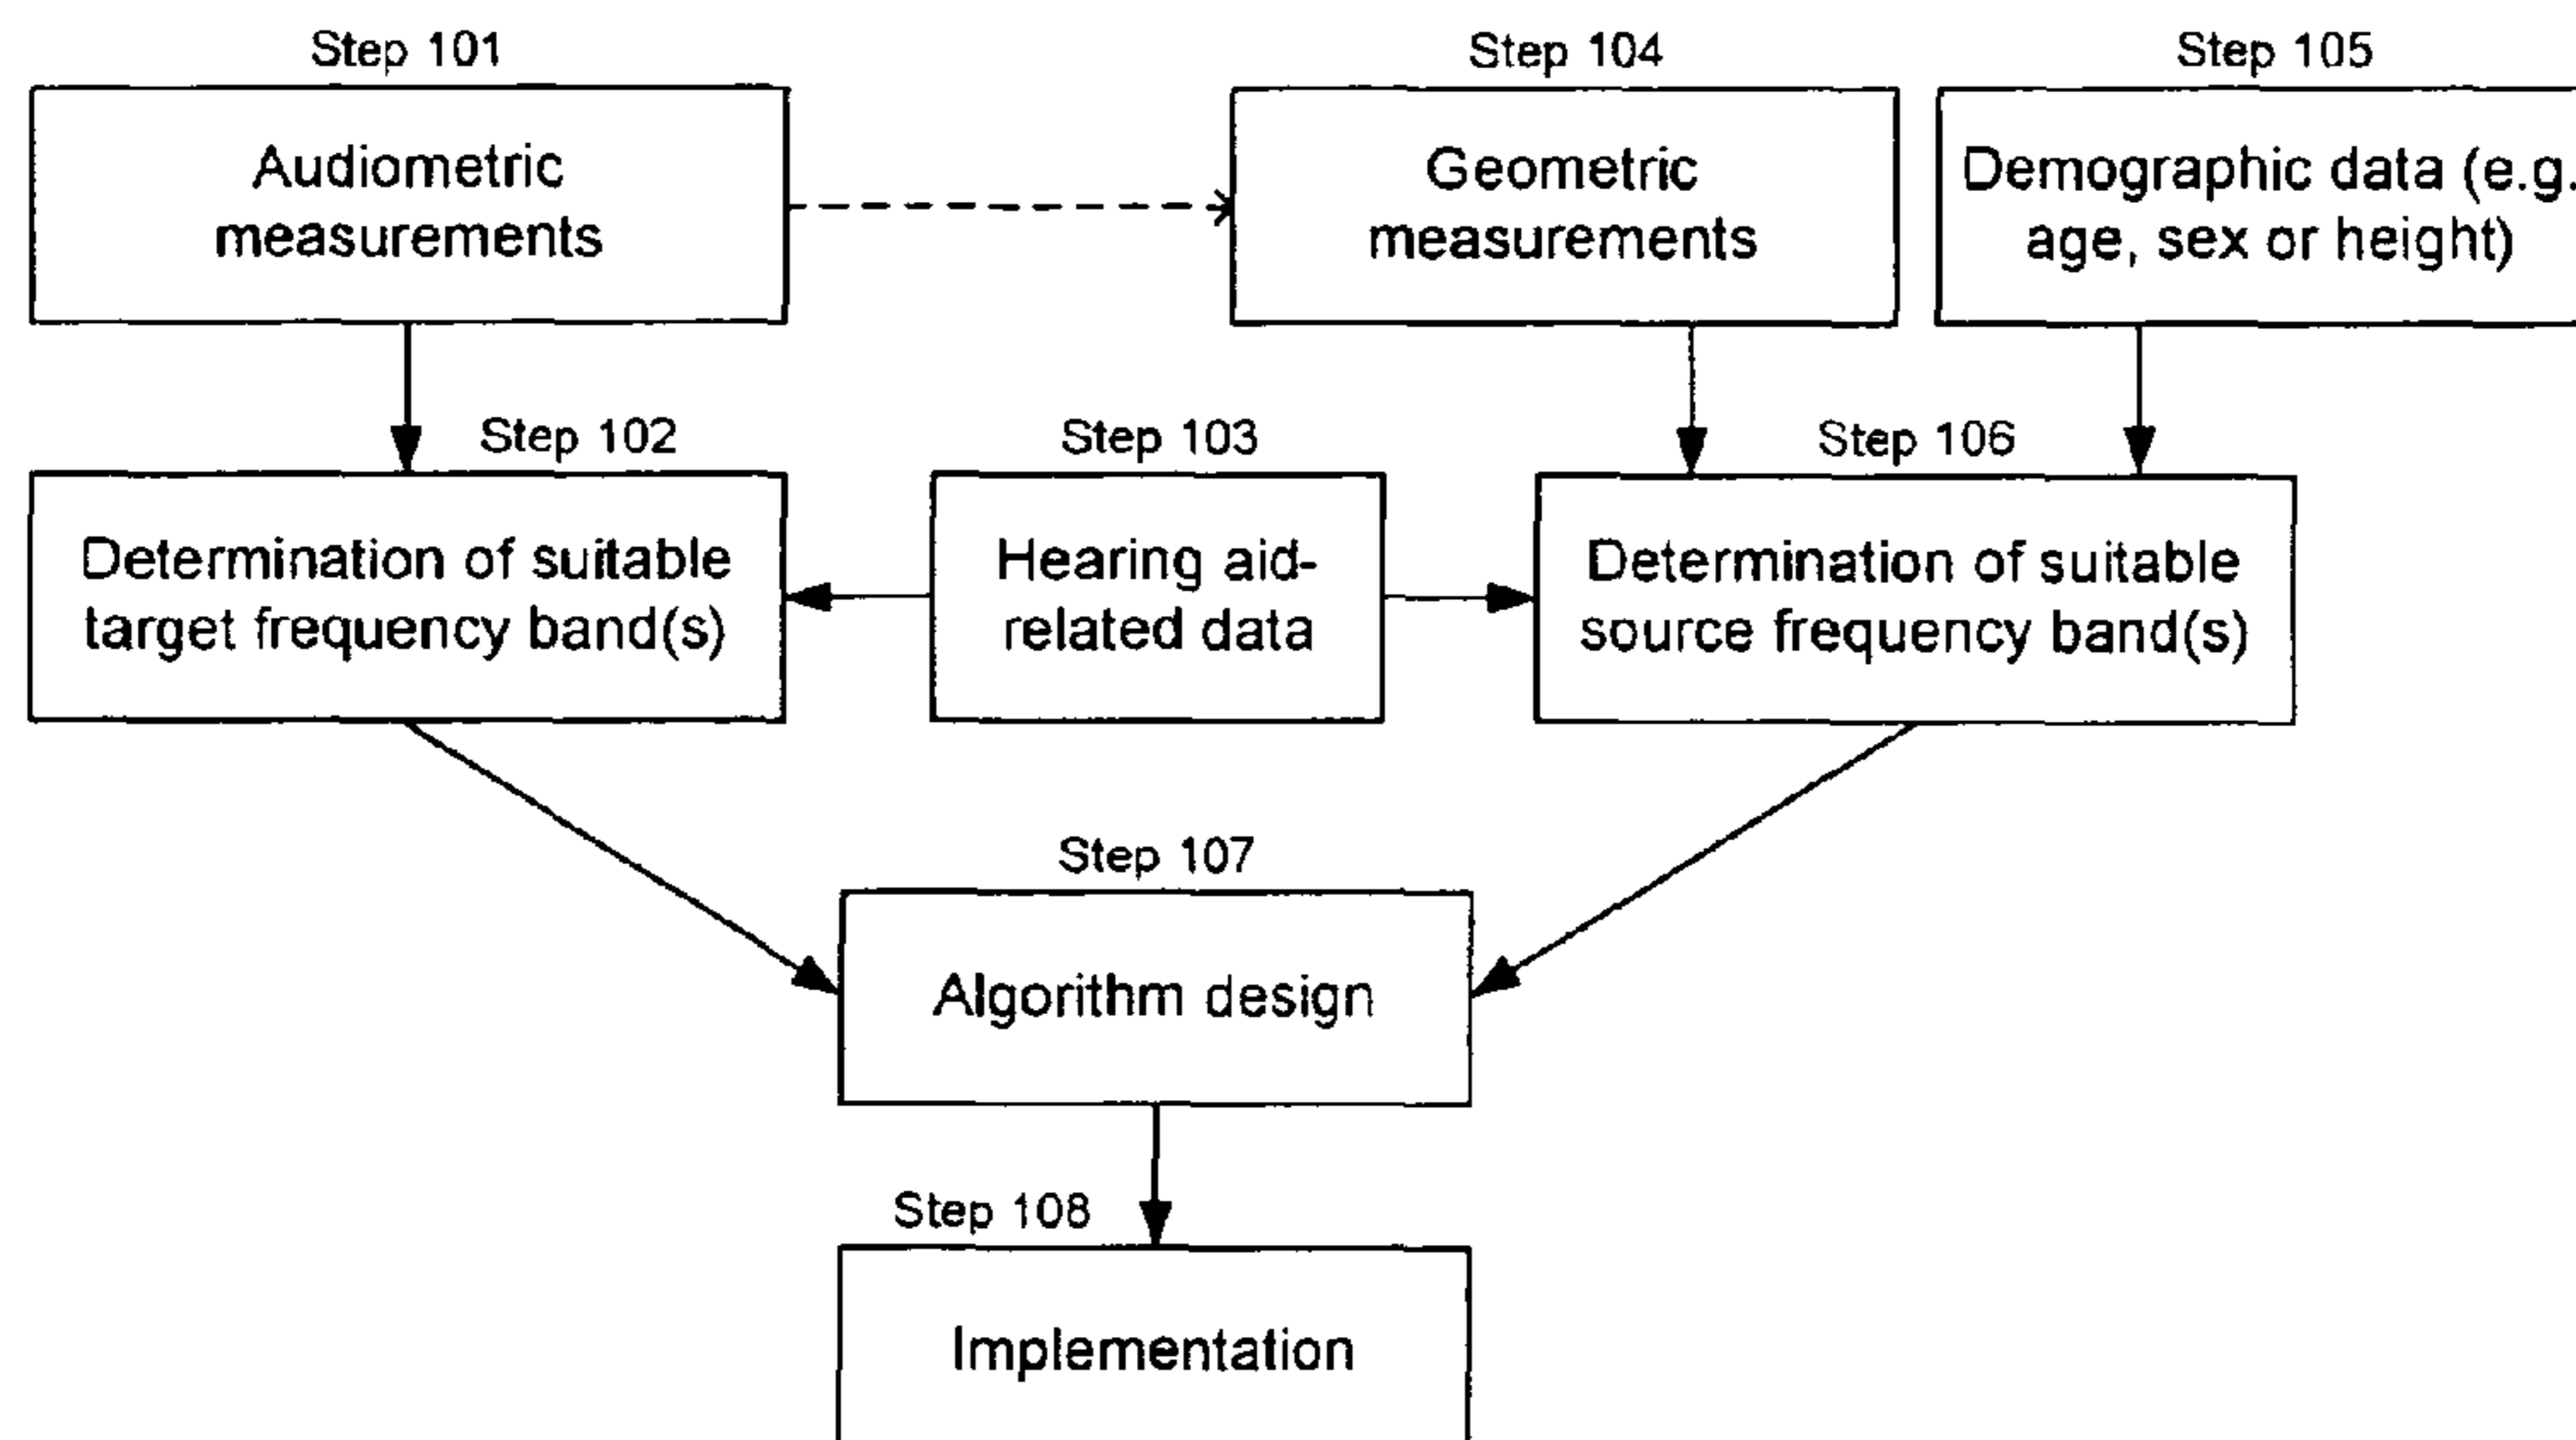 Step 101
Audiometric
measurements
Step 104
Geometric
measurements
Step 105
Demographic data (e.g.
age, sex or height)
Step 102
Determination of suitable
target frequency band(s)
Step 103
Hearing aid-
related data
Step 106
Determination of suitable
source frequency band(s)
Step 107
Algorithm design
Step 108
Implementation